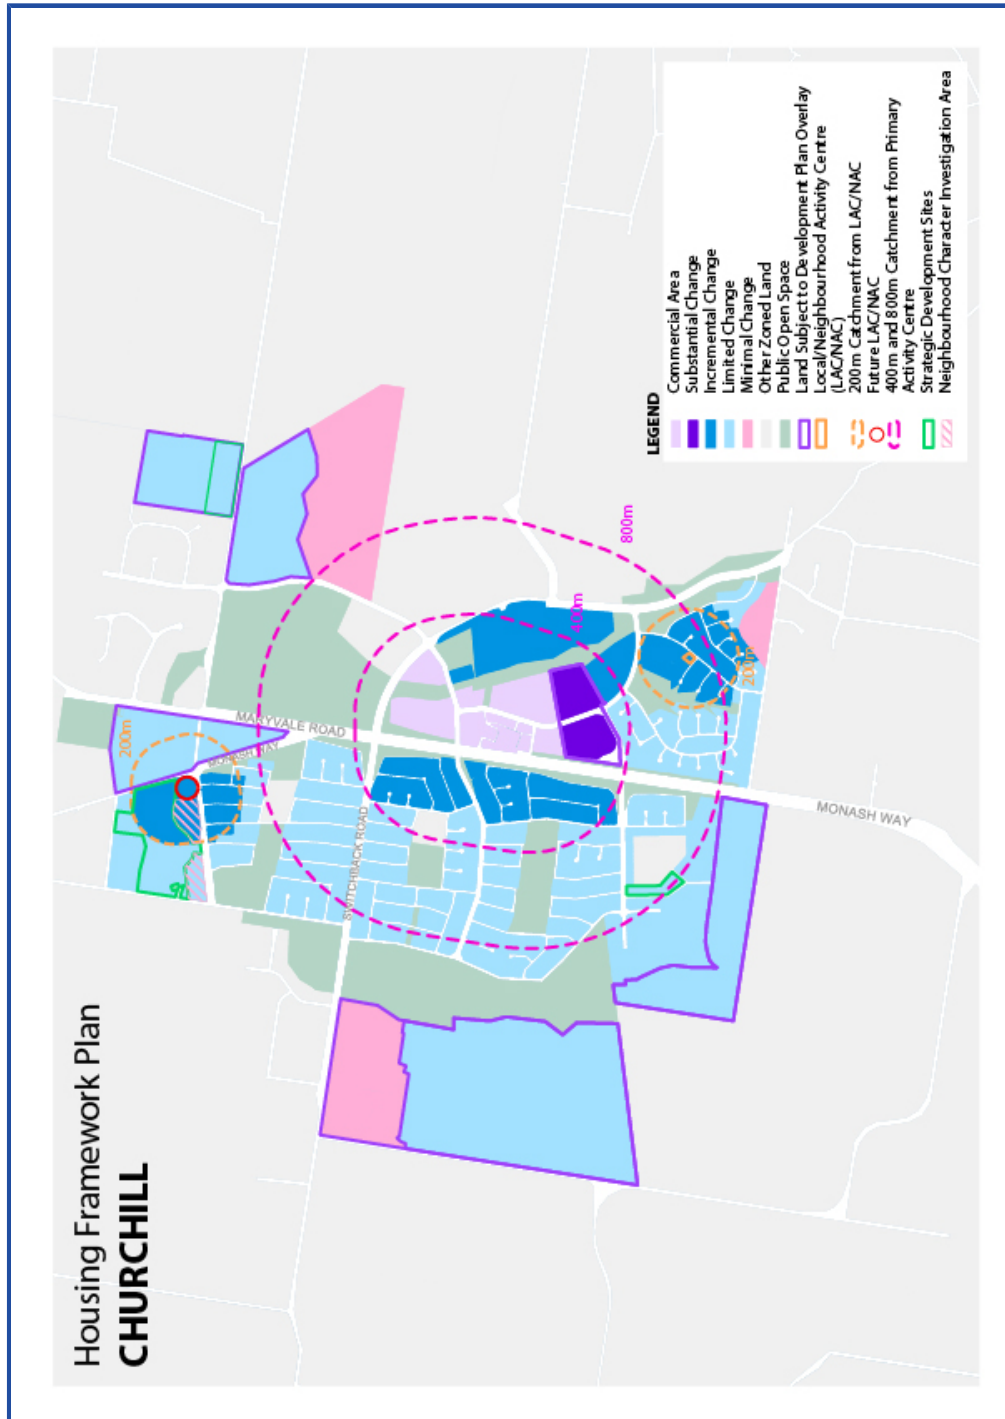 Housing Framework Plan
CHURCHILL
LEGEND
Commercial Area
Substantial Change
Incremental Change
Limited Change
Minimal Change
Other Zoned Land
Public Open Space
Land Subject to Development Plan Overlay
Local/Neighbourhood Activity Centre
(LAC/NAC)
200m Catchment from LAC/NAC
Future LAC/NAC
400m and 800m Catchment from Primary
Activity Centre
Strategic Development Sites
Neighbourhood Character Investigation Area
200m
MONASH WAY
MARYVALE ROAD
SWITCHBACK ROAD
400m
800m
200m
MONASH WAY